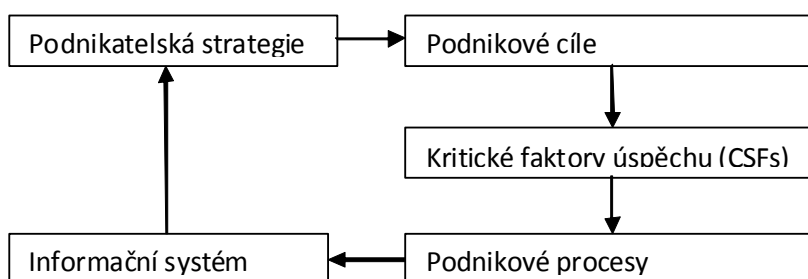 Podnikatelská strategie
Podnikové cíle
Kritické faktory úspěchu (CSFs)
Informační systém
Podnikové procesy